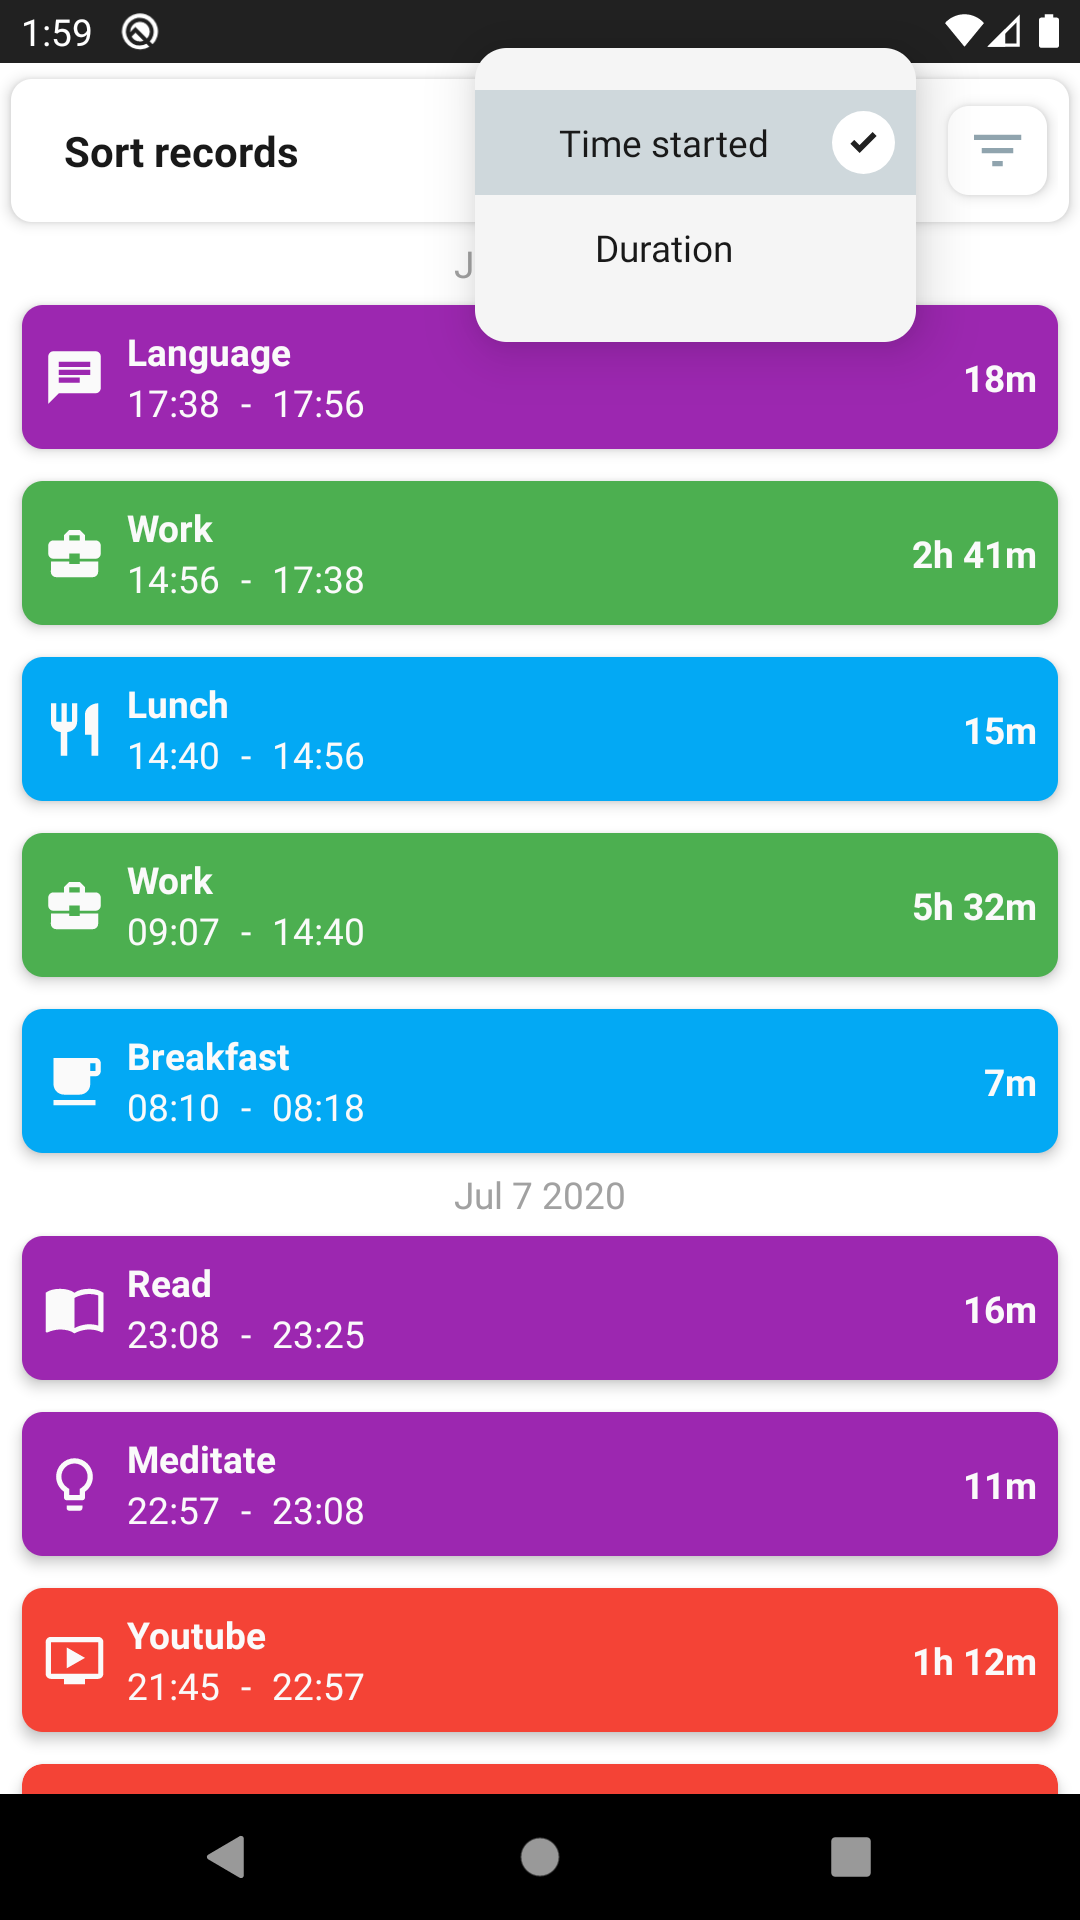 1:59
Sort records
Time started
Duration
J
Language
17:38 - 17:56
18m
Work
14:56 - 17:38
2h 41m
Lunch
14:40 - 14:56
15m
Work
09:07 - 14:40
5h 32m
Breakfast
08:10 - 08:18
7m
Jul 7 2020
Read
23:08 - 23:25
16m
Meditate
22:57 - 23:08
11m
Youtube
21:45 - 22:57
1h 12m